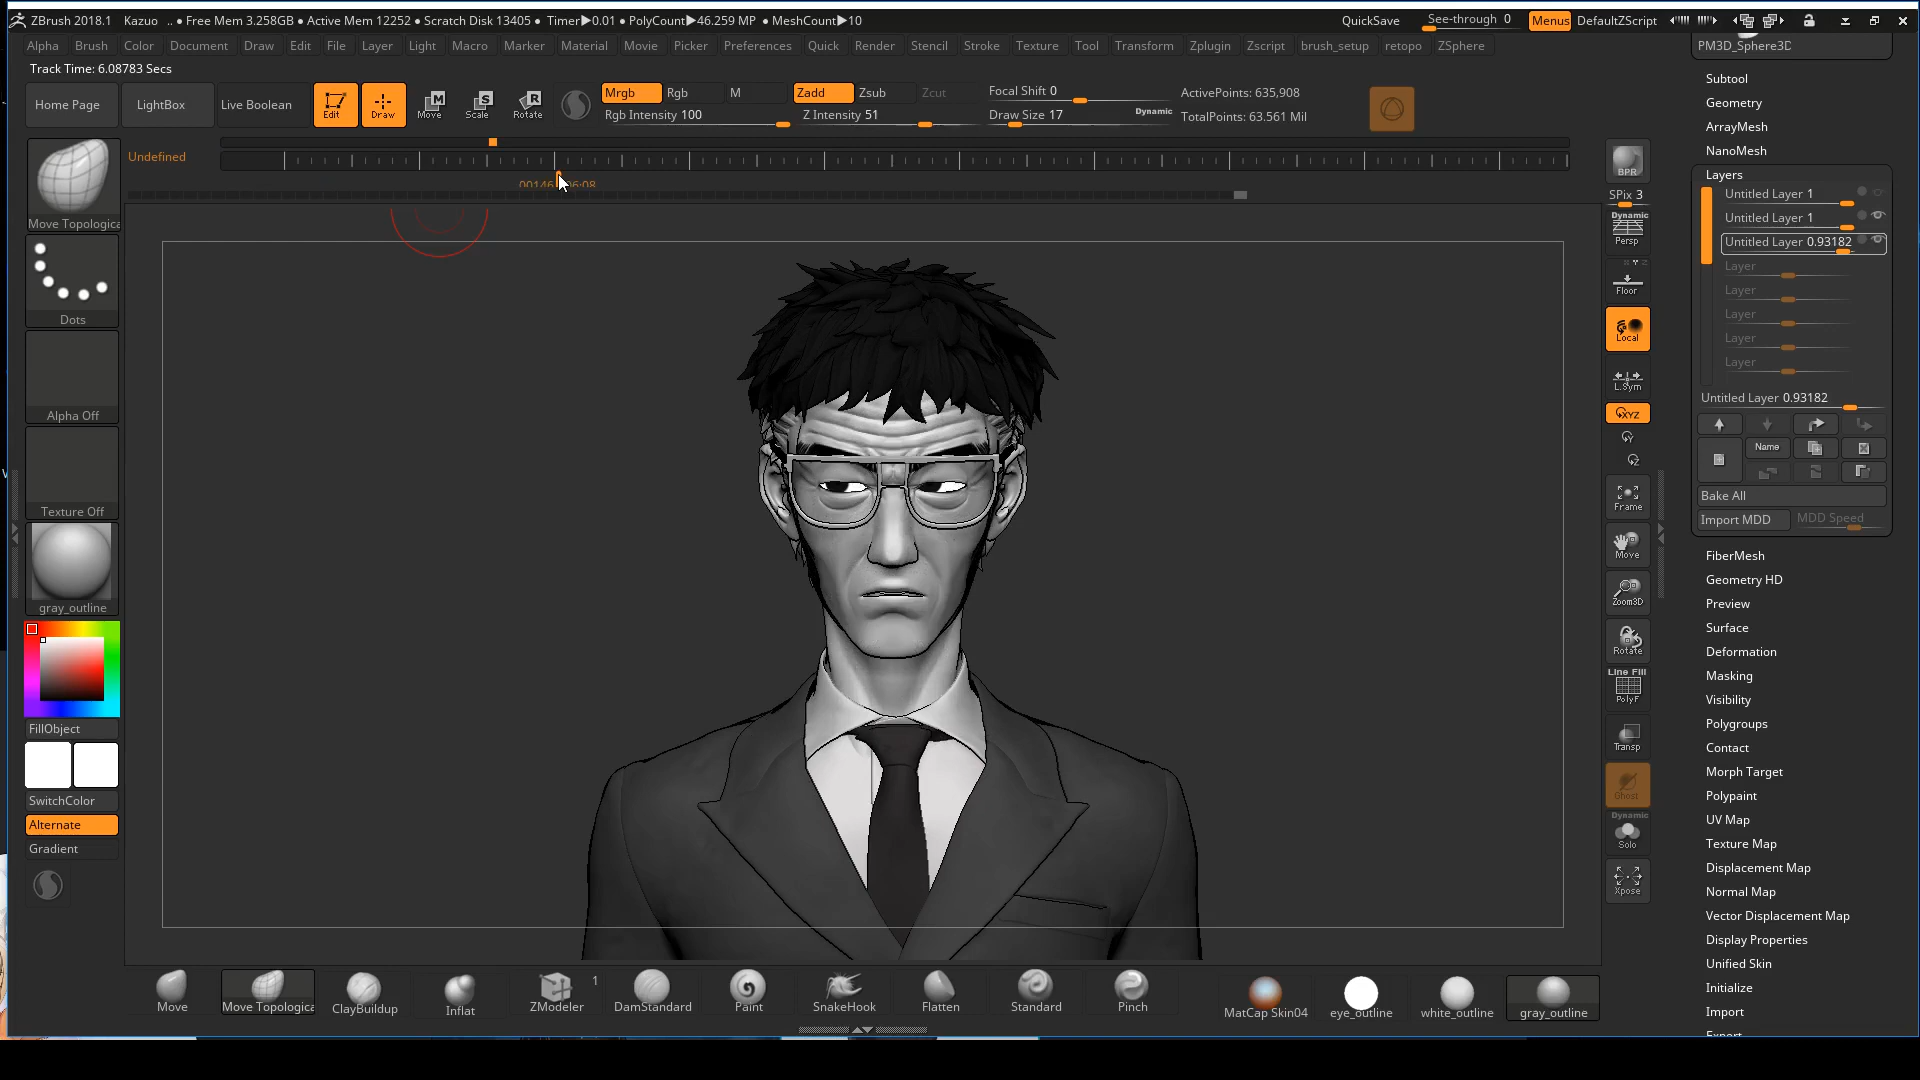 ZBrush 2018.1 Kazuo .. • Free Mem 3.258GB • Active Mem 12252 • Scratch Disk 13405 • Timer▶0.01 • PolyCount▶46.259 MP • MeshCount▶10 QuickSave See-through 0 Menus DefaultZScript
Alpha Brush Color Document Draw Edit File Layer Light Macro Marker Material Movie Picker Preferences Quick Render Stencil Stroke Texture Tool Transform Zplugin Zscript brush_setup retopo ZSphere
PM3D_Sphere3D
Track Time: 6.08783 Secs
Home Page LightBox Live Boolean Edit Draw Move Scale Rotate
Mrgb Rgb M Zadd Zsub Zcut Focal Shift 0 ActivePoints: 635,908
Rgb Intensity 100 Z Intensity 51 Draw Size 17 Dynamic TotalPoints: 63.561 Mil
Undefined
Move Topologica
Dots
Alpha Off
Texture Off
gray_outline
FillObject
SwitchColor
Alternate
Gradient
BPR
SPix 3
Dynamic
Persp
Floor
Local
L.Sym
XYZ
Frame
Move
Zoom3D
Rotate
Line Fill
PolyF
Transp
Ghost
Dynamic
Solo
Xpose
Subtool
Geometry
ArrayMesh
NanoMesh
Layers
Untitled Layer 1
Untitled Layer 1
Untitled Layer 0.93182
Layer
Layer
Layer
Layer
Layer
Untitled Layer 0.93182
Name
Bake All
Import MDD MDD Speed
FiberMesh
Geometry HD
Preview
Surface
Deformation
Masking
Visibility
Polygroups
Contact
Morph Target
Polypaint
UV Map
Texture Map
Displacement Map
Normal Map
Vector Displacement Map
Display Properties
Unified Skin
Initialize
Import
Export
Move Move Topologica ClayBuildup Inflat ZModeler 1 DamStandard Paint SnakeHook Flatten Standard Pinch MatCap Skin04 eye_outline white_outline gray_outline